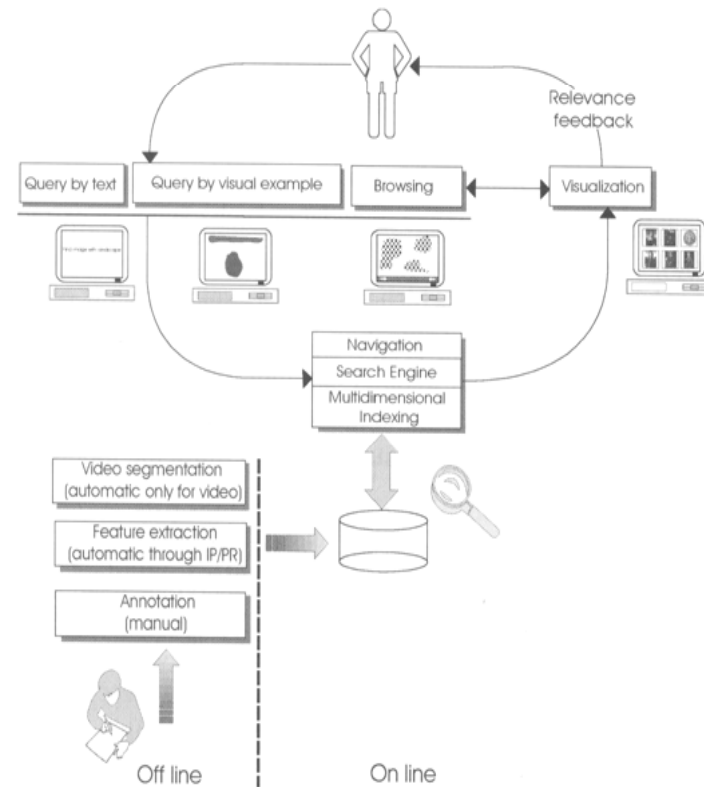 Relevance
feedback
Query by text
Query by visual example
Browsing
Visualization
Navigation
Search Engine
Multidimensional
Indexing
Video segmentation
(automatic only for video)
Feature extraction
(automatic through IP/PR)
Annotation
(manual)
Off line
On line